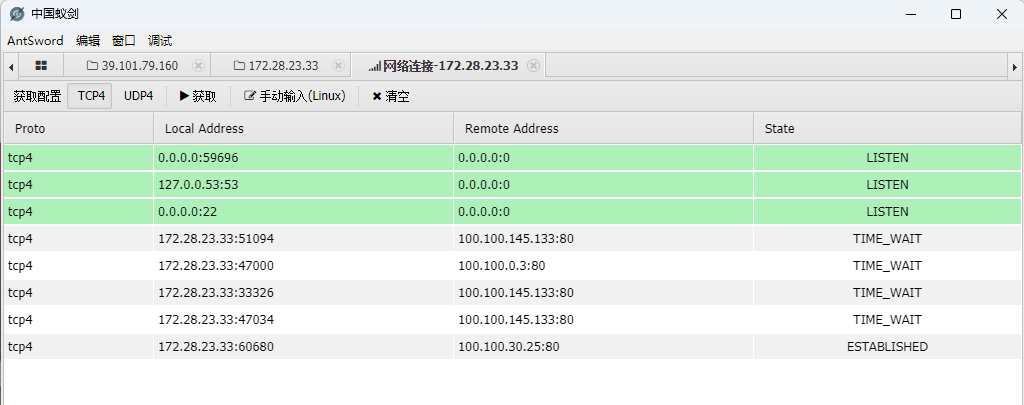 中国蚁剑
AntSword 编辑 窗口 调试
39.101.79.160 172.28.23.33 网络连接-172.28.23.33
获取配置 TCP4 UDP4 获取 手动输入(Linux) 清空
Proto Local Address Remote Address State
tcp4 0.0.0.0:59696 0.0.0.0:0 LISTEN
tcp4 127.0.0.53:53 0.0.0.0:0 LISTEN
tcp4 0.0.0.0:22 0.0.0.0:0 LISTEN
tcp4 172.28.23.33:51094 100.100.145.133:80 TIME_WAIT
tcp4 172.28.23.33:47000 100.100.0.3:80 TIME_WAIT
tcp4 172.28.23.33:33326 100.100.145.133:80 TIME_WAIT
tcp4 172.28.23.33:47034 100.100.145.133:80 TIME_WAIT
tcp4 172.28.23.33:60680 100.100.30.25:80 ESTABLISHED